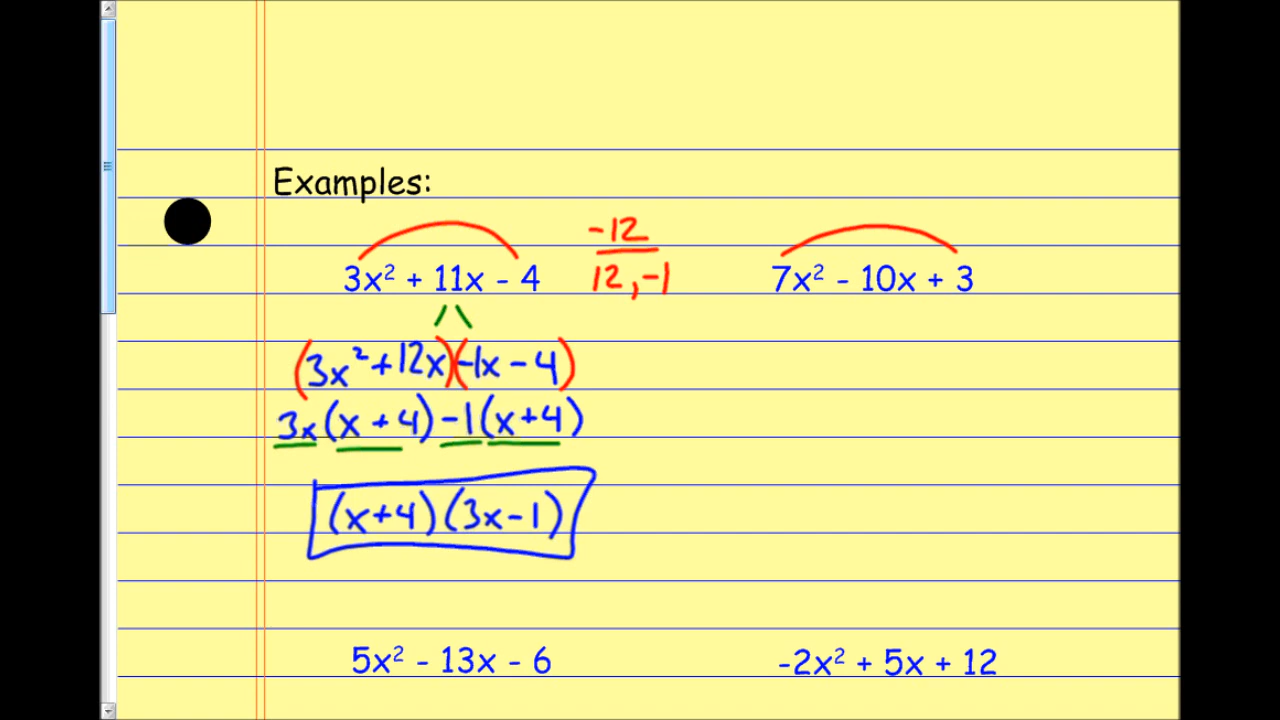 Examples:
3x² + 11x - 4
-12
12, -1
7x² - 10x + 3
(3x² + 12x)(-1x - 4)
3x(x + 4) - 1(x + 4)
(x + 4)(3x - 1)
5x² - 13x - 6
-2x² + 5x + 12